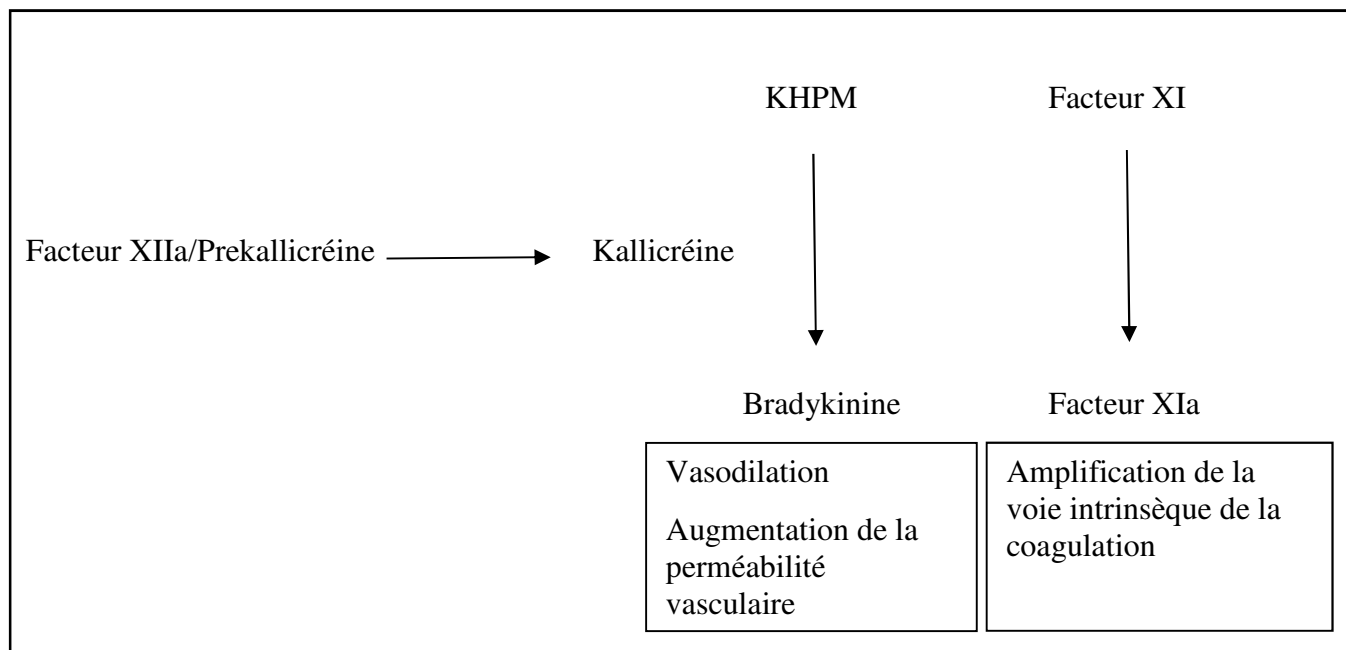 KHPM
Facteur XI
Facteur XIIa/Prekallicréine
Kallicréine
Bradykinine
Facteur XIa
Vasodilation
Augmentation de la
perméabilité
vasculaire
Amplification de la
voie intrinsèque de la
coagulation